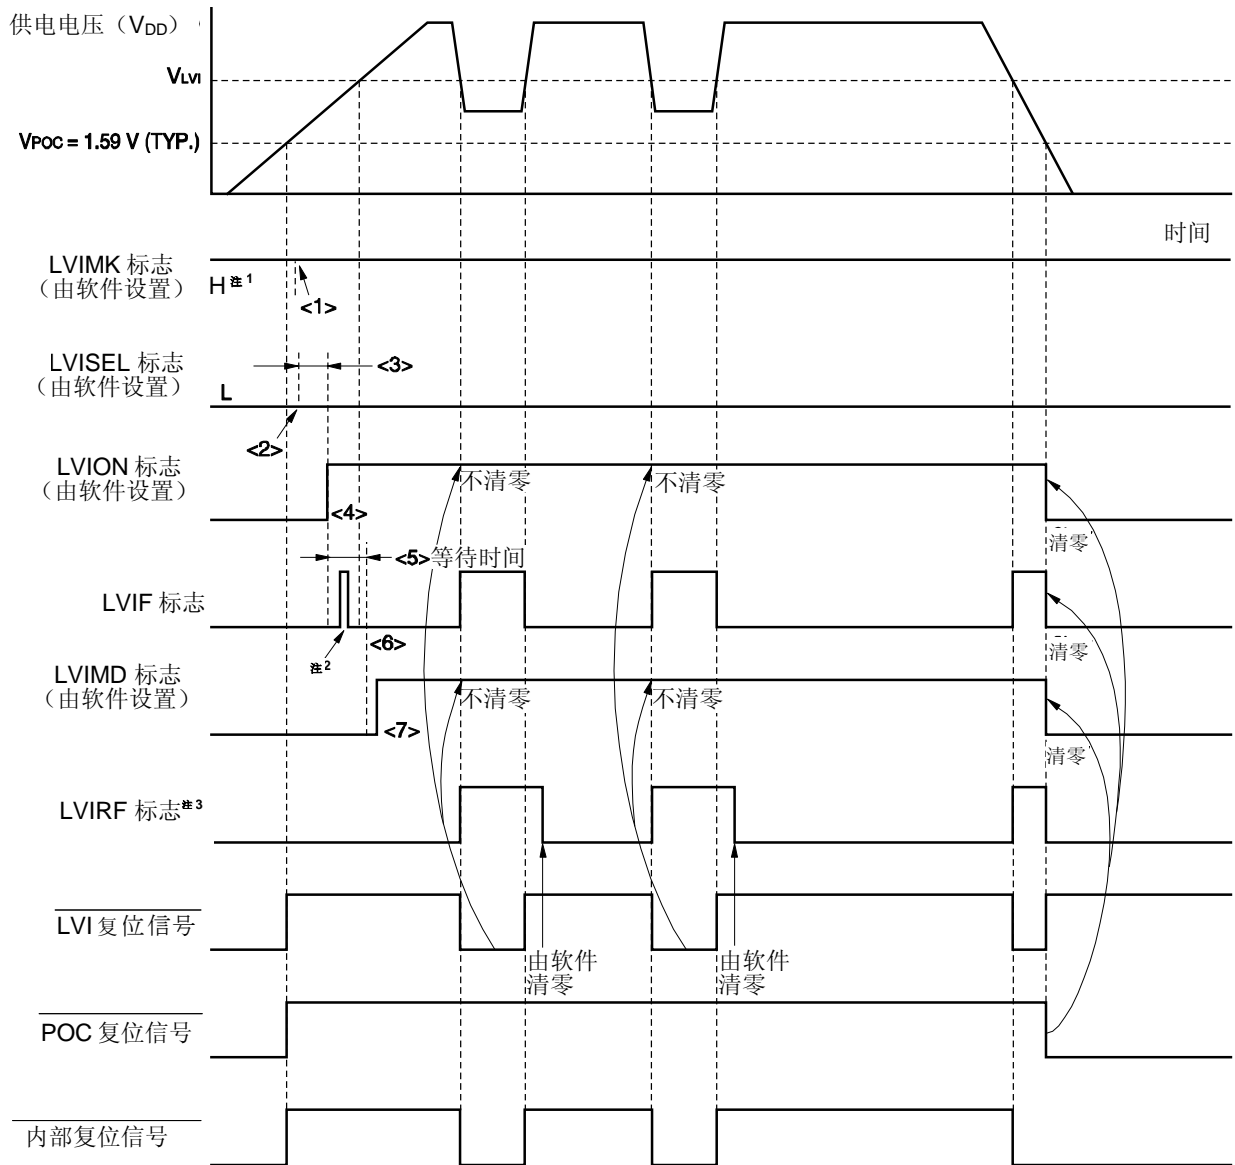 供电电压（VDD）
VLVI
VPOC = 1.59 V (TYP.)
时间
LVIMK 标志
（由软件设置）
H 注 1
<1>
LVISEL 标志
（由软件设置）
<3>
L
<2>
LVION 标志
（由软件设置）
不清零
不清零
<4>
清零
<5> 等待时间
LVIF 标志
注 2
<6>
清零
LVIMD 标志
（由软件设置）
不清零
不清零
<7>
清零
LVIRF 标志注 3
LVI 复位信号
由软件
清零
由软件
清零
POC 复位信号
内部复位信号